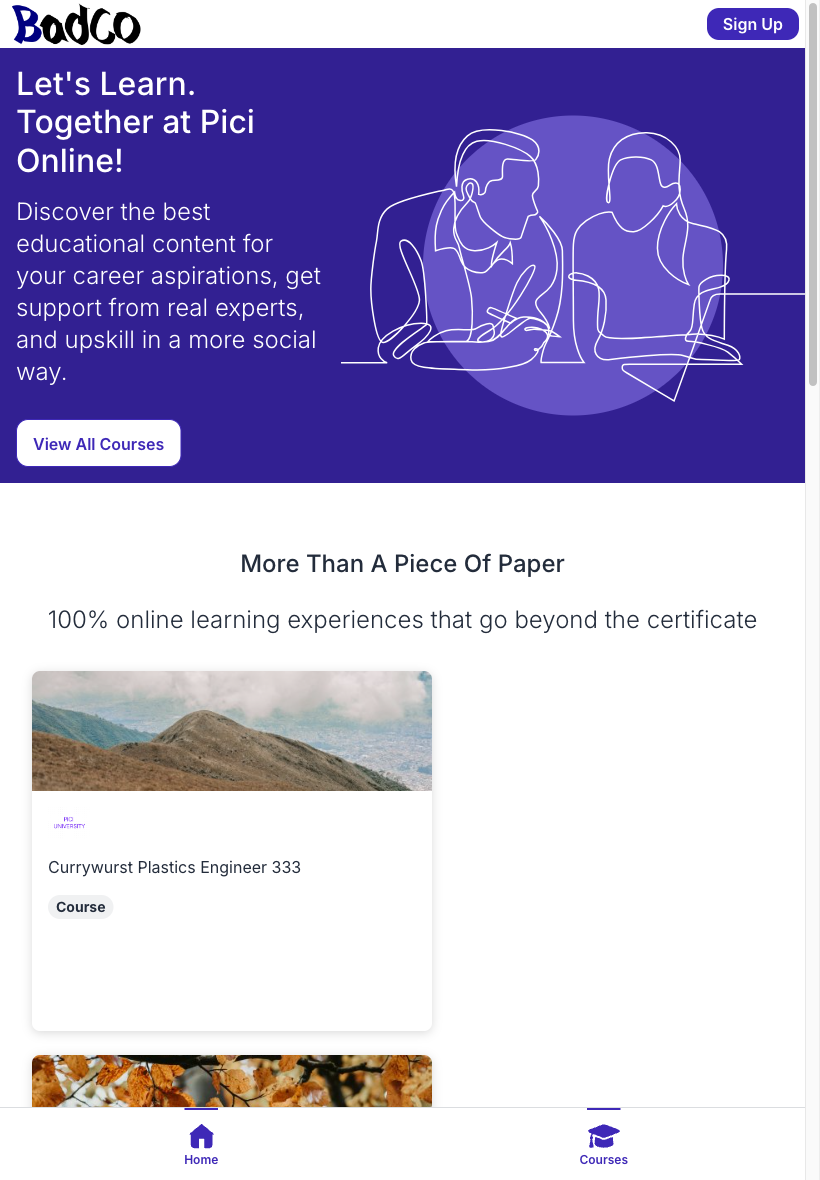 BadCo
Sign Up
Let's Learn.
Together at Pici
Online!
Discover the best
educational content for
your career aspirations, get
support from real experts,
and upskill in a more social
way.
View All Courses
More Than A Piece Of Paper
100% online learning experiences that go beyond the certificate
PICI
UNIVERSITY
Currywurst Plastics Engineer 333
Course
Home
Courses